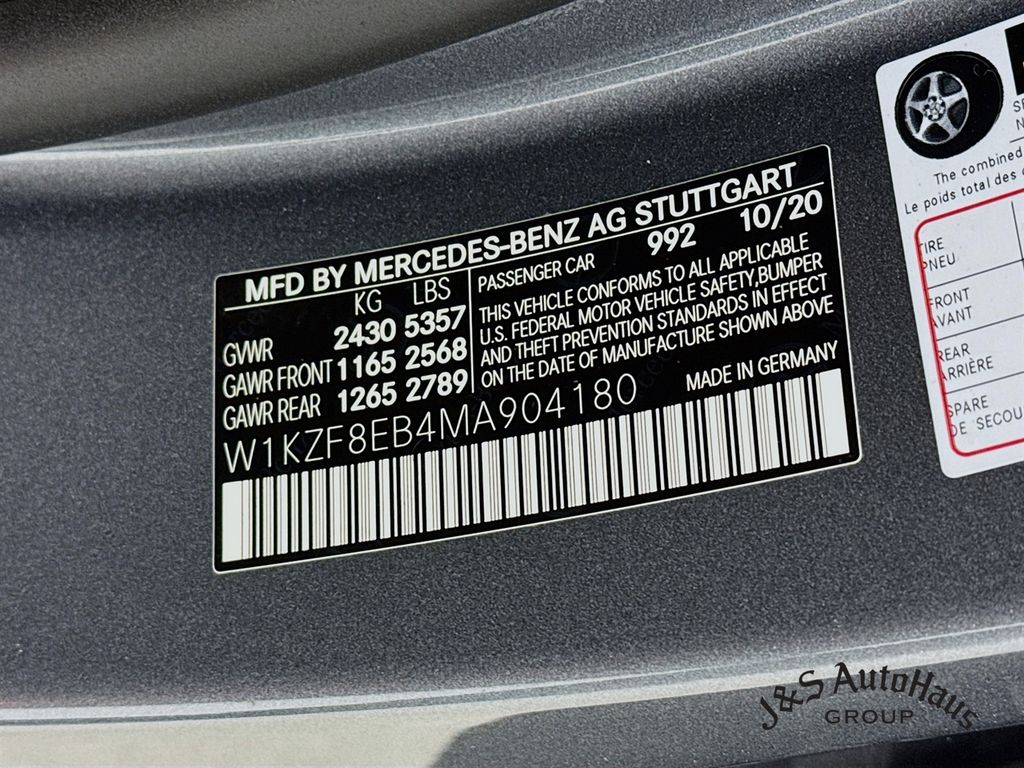 MFD BY MERCEDES-BENZ AG STUTTGART
KG LBS
GVWR 2430 5357
GAWR FRONT 1165 2568
GAWR REAR 1265 2789
PASSENGER CAR 992 10/20
THIS VEHICLE CONFORMS TO ALL APPLICABLE
U.S. FEDERAL MOTOR VEHICLE SAFETY,BUMPER
AND THEFT PREVENTION STANDARDS IN EFFECT
ON THE DATE OF MANUFACTURE SHOWN ABOVE
W1KZF8EB4MA904180
MADE IN GERMANY
The combined
Le poids total des
TIRE
PNEU
FRONT
AVANT
REAR
ARRIÈRE
SPARE
DE SECOU
J&S AutoHaus
GROUP